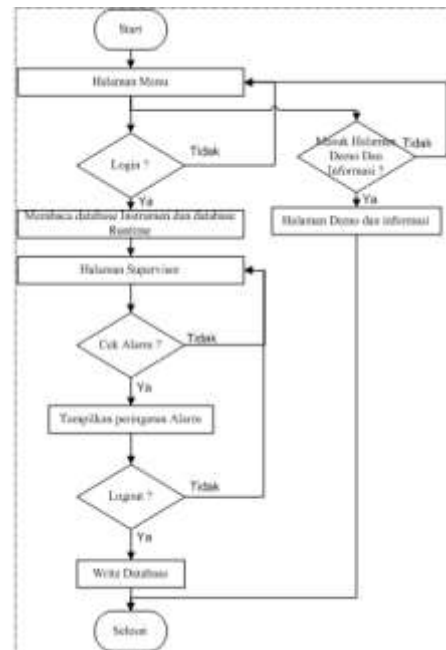 Start
Halaman Menu
Login ?
Tidak
Masuk Halaman
Demo Dan
Informasi ?
Tidak
Ya
Ya
Membaca database Instrumen dan database
Runtime
Halaman Demo dan informasi
Halaman Supervisor
Cek Alarm ?
Tidak
Ya
Tampilkan peringatan Alarm
Logout ?
Tidak
Ya
Write Database
Selesai